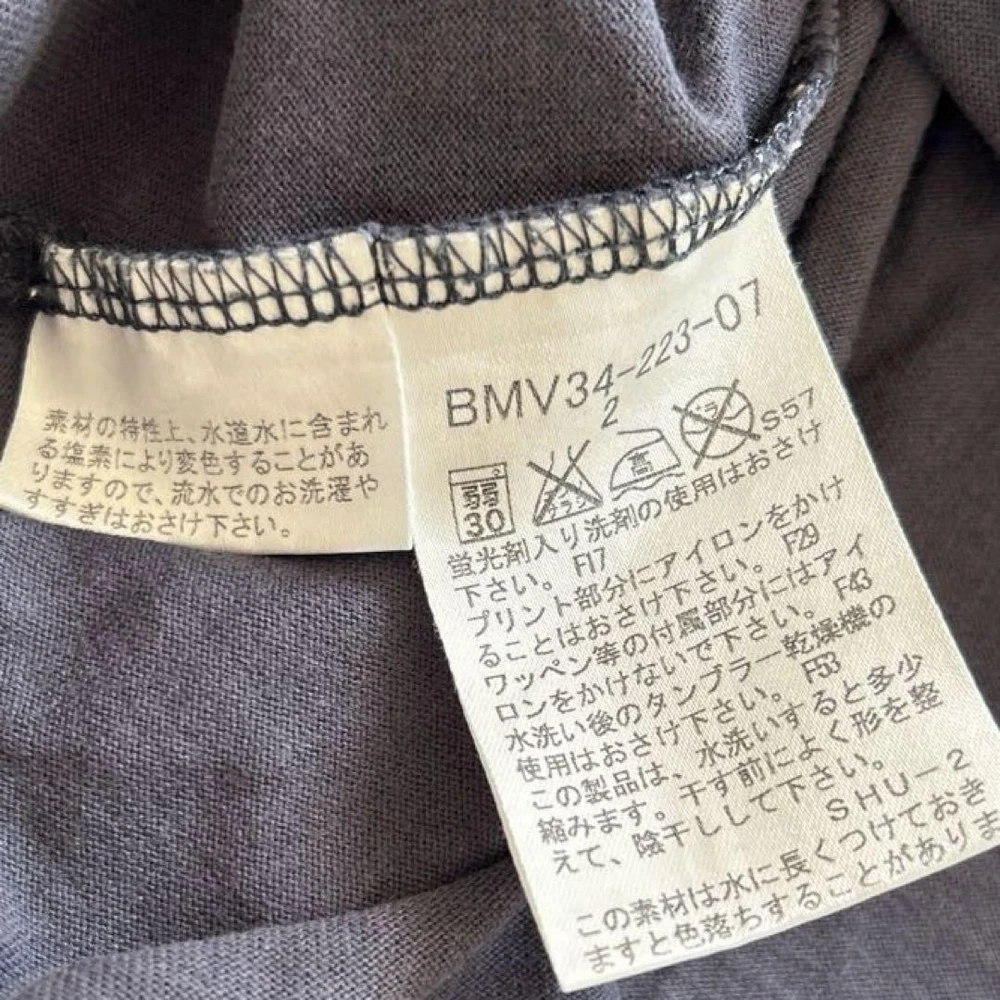 素材の特性上、水道水に含まれ
る塩素により変色することがあ
りますので、流水でのお洗濯や
すすぎはおさけ下さい。
BMV34-223-07
2
弱
30
高
ドライ
S57
蛍光剤入り洗剤の使用はおさけ
下さい。 F17
プリント部分にアイロンをかけ
ることはおさけ下さい。 F29
ワッペン等の付属部分にはアイ
ロンをかけないで下さい。 F43
水洗い後のタンブラー乾燥機の
使用はおさけ下さい。 F53
この製品は、水洗いすると多少
縮みます。干す前によく形を整
えて、陰干しして下さい。
SHU-2
この素材は水に長くつけておき
ますと色落ちすることがありま